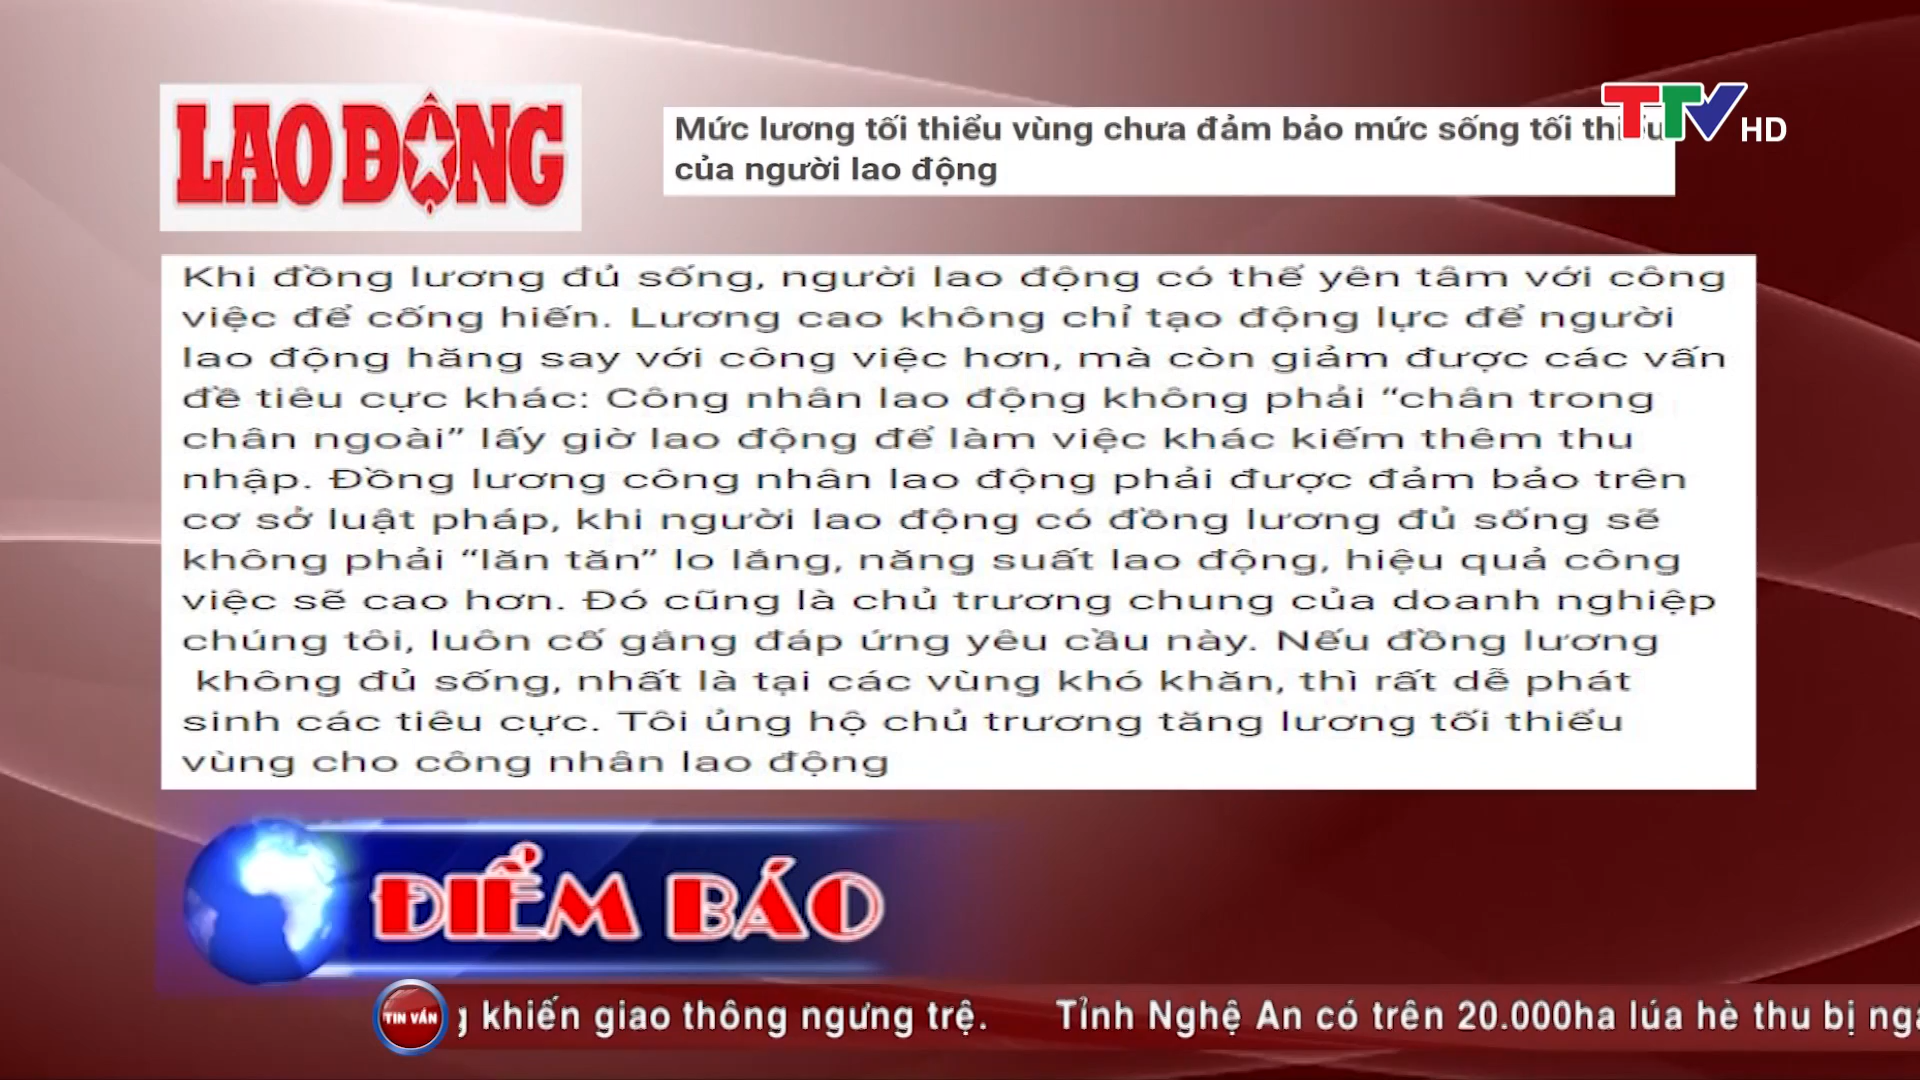 LAO ĐỘNG
Mức lương tối thiểu vùng chưa đảm bảo mức sống tối thiểu
của người lao động
TTV HD
Khi đồng lương đủ sống, người lao động có thể yên tâm với công
việc để cống hiến. Lương cao không chỉ tạo động lực để người
lao động hăng say với công việc hơn, mà còn giảm được các vấn
đề tiêu cực khác: Công nhân lao động không phải “chân trong
chân ngoài” lấy giờ lao động để làm việc khác kiếm thêm thu
nhập. Đồng lương công nhân lao động phải được đảm bảo trên
cơ sở luật pháp, khi người lao động có đồng lương đủ sống sẽ
không phải “lăn tăn” lo lắng, năng suất lao động, hiệu quả công
việc sẽ cao hơn. Đó cũng là chủ trương chung của doanh nghiệp
chúng tôi, luôn cố gắng đáp ứng yêu cầu này. Nếu đồng lương
không đủ sống, nhất là tại các vùng khó khăn, thì rất dễ phát
sinh các tiêu cực. Tôi ủng hộ chủ trương tăng lương tối thiểu
vùng cho công nhân lao động
ĐIỂM BÁO
TIN VẮN
khiến giao thông ngưng trệ. Tỉnh Nghệ An có trên 20.000ha lúa hè thu bị